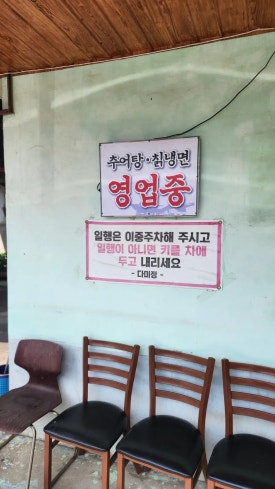 추어탕·칡냉면
영업중
일행은 이중주차해 주시고
일행이 아니면 키를 차에
두고 내리세요
- 다미정 -